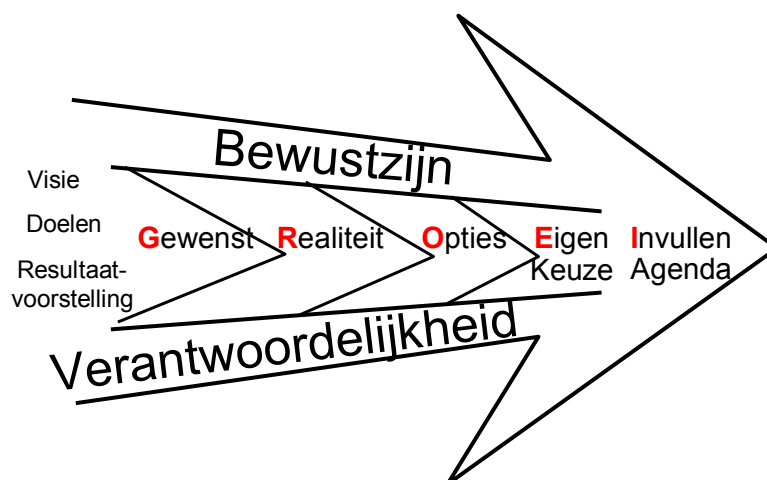 Bewustzijn
Visie
Doelen
Resultaat-
voorstelling
Gewenst
Realiteit
Opties
Eigen
Keuze
Invullen
Agenda
Verantwoordelijkheid